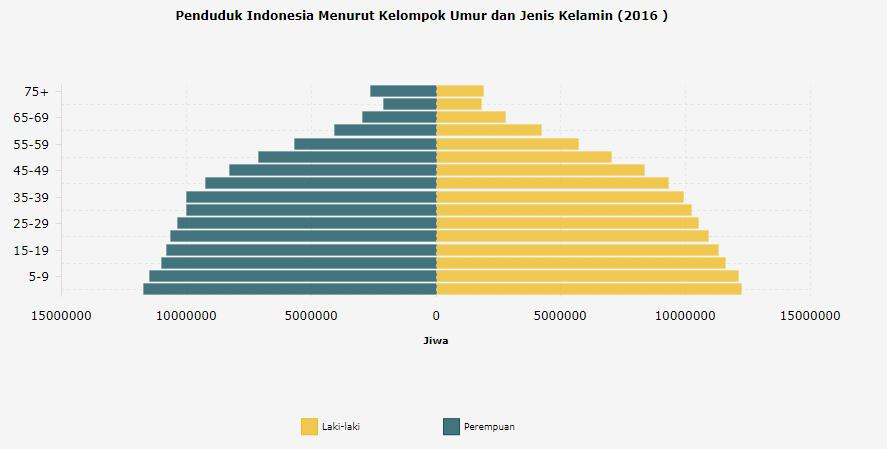 Penduduk Indonesia Menurut Kelompok Umur dan Jenis Kelamin (2016 )
75+
65-69
55-59
45-49
35-39
25-29
15-19
5-9
15000000 10000000 5000000 0 5000000 10000000 15000000
Jiwa
Laki-laki Perempuan